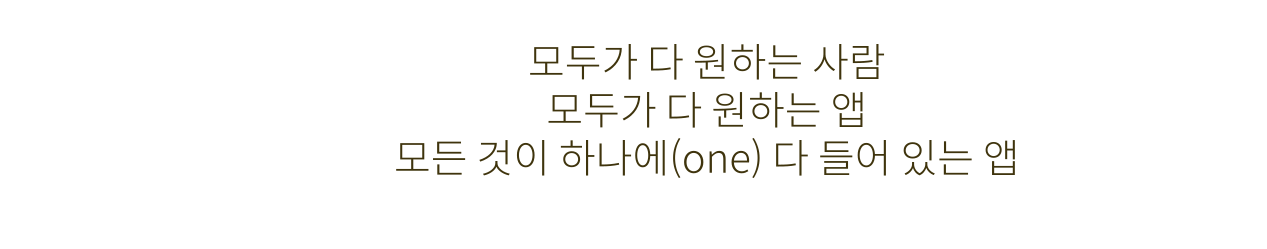 모두가 다 원하는 사람
모두가 다 원하는 앱
모든 것이 하나에(one) 다 들어 있는 앱